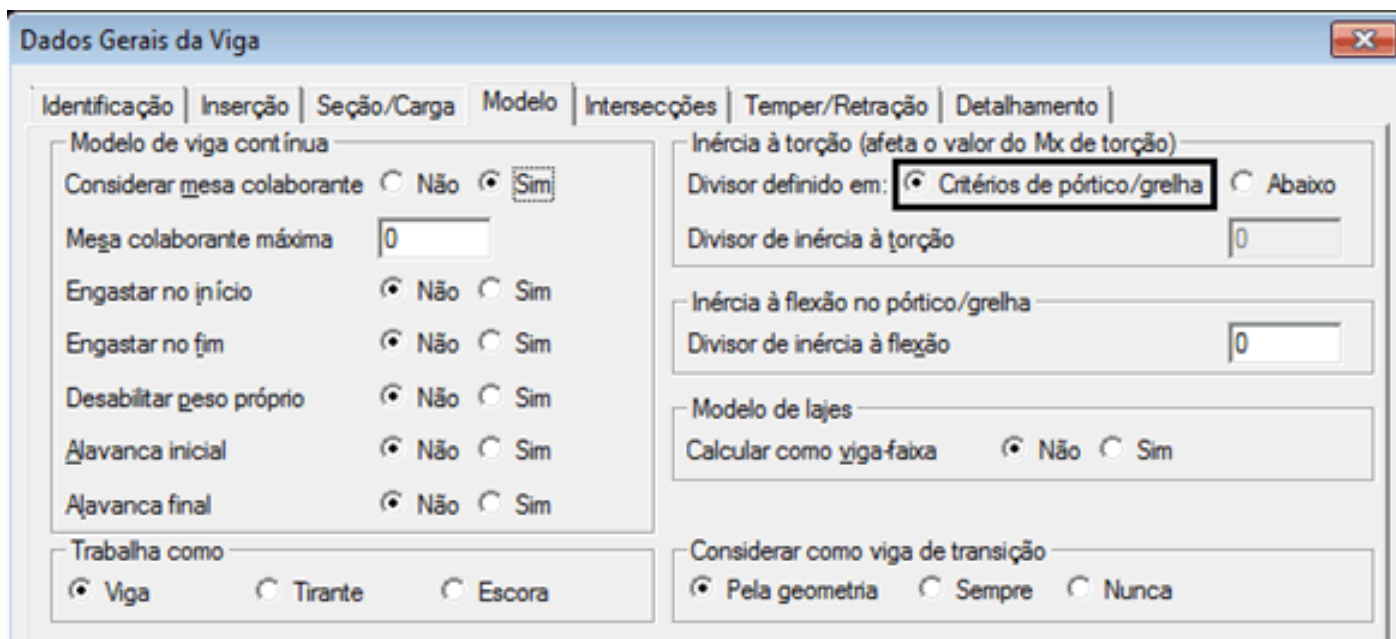 Dados Gerais da Viga
Identificação Inserção Seção/Carga Modelo Intersecções Temper/Retração Detalhamento
Modelo de viga contínua
Considerar mesa colaborante Não Sim
Mesa colaborante máxima 0
Engastar no início Não Sim
Engastar no fim Não Sim
Desabilitar peso próprio Não Sim
Alavanca inicial Não Sim
Alavanca final Não Sim
Trabalha como
Viga Tirante Escora
Inércia à torção (afeta o valor do Mx de torção)
Divisor definido em: Critérios de pórtico/grelha Abaixo
Divisor de inércia à torção 0
Inércia à flexão no pórtico/grelha
Divisor de inércia à flexão 0
Modelo de lajes
Calcular como viga-faixa Não Sim
Considerar como viga de transição
Pela geometria Sempre Nunca